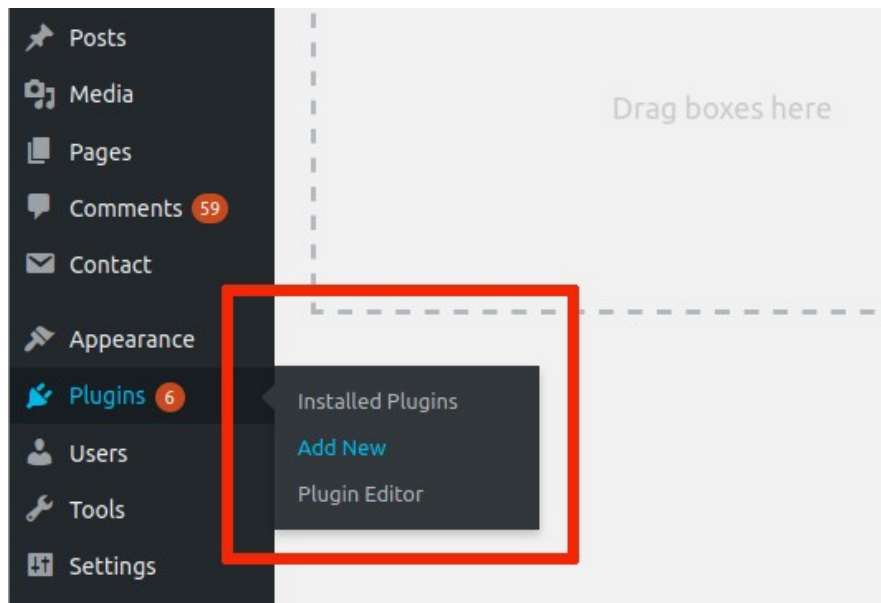 Posts
Media
Pages
Comments 59
Contact
Appearance
Plugins 6
Users
Tools
Settings
Drag boxes here
Installed Plugins
Add New
Plugin Editor